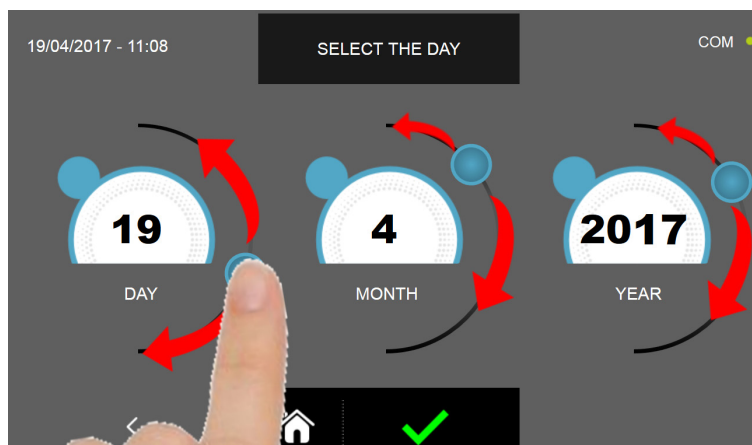 19/04/2017 - 11:08
SELECT THE DAY
COM
19
4
2017
DAY
MONTH
YEAR